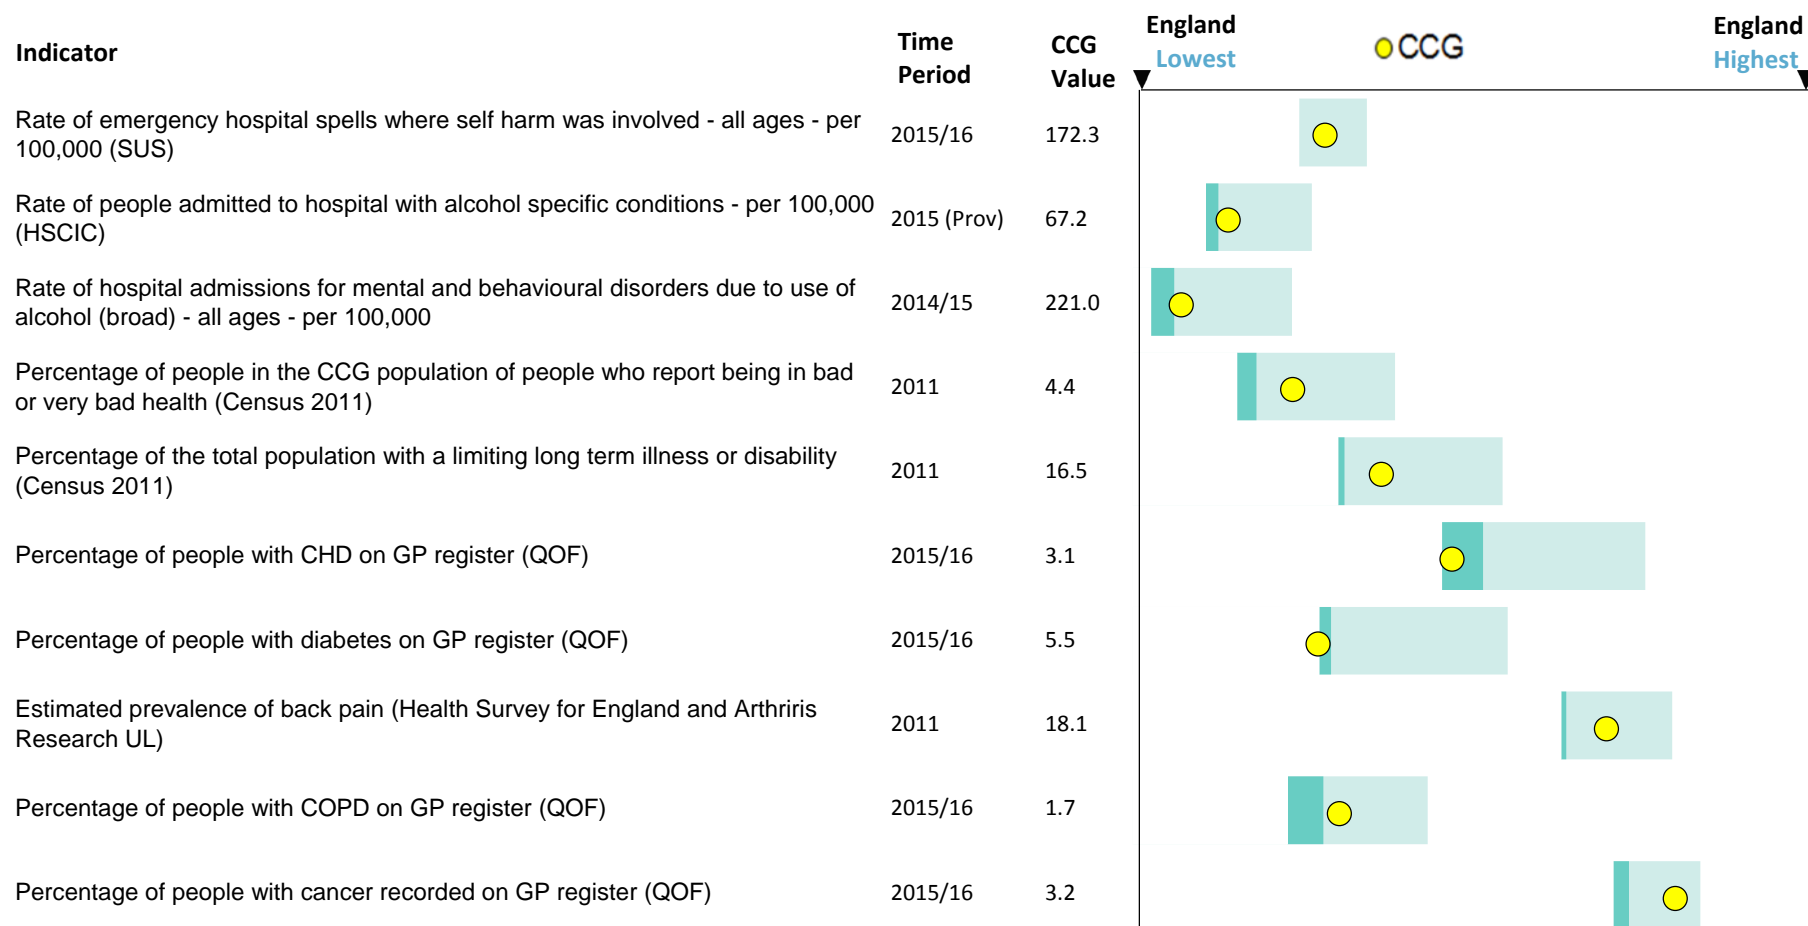 Indicator
Time
Period
CCG
Value
England
Lowest
CCG
England
Highest
Rate of emergency hospital spells where self harm was involved - all ages - per
100,000 (SUS)
2015/16
172.3
Rate of people admitted to hospital with alcohol specific conditions - per 100,000
(HSCIC)
2015 (Prov)
67.2
Rate of hospital admissions for mental and behavioural disorders due to use of
alcohol (broad) - all ages - per 100,000
2014/15
221.0
Percentage of people in the CCG population of people who report being in bad
or very bad health (Census 2011)
2011
4.4
Percentage of the total population with a limiting long term illness or disability
(Census 2011)
2011
16.5
Percentage of people with CHD on GP register (QOF)
2015/16
3.1
Percentage of people with diabetes on GP register (QOF)
2015/16
5.5
Estimated prevalence of back pain (Health Survey for England and Arthriris
Research UL)
2011
18.1
Percentage of people with COPD on GP register (QOF)
2015/16
1.7
Percentage of people with cancer recorded on GP register (QOF)
2015/16
3.2